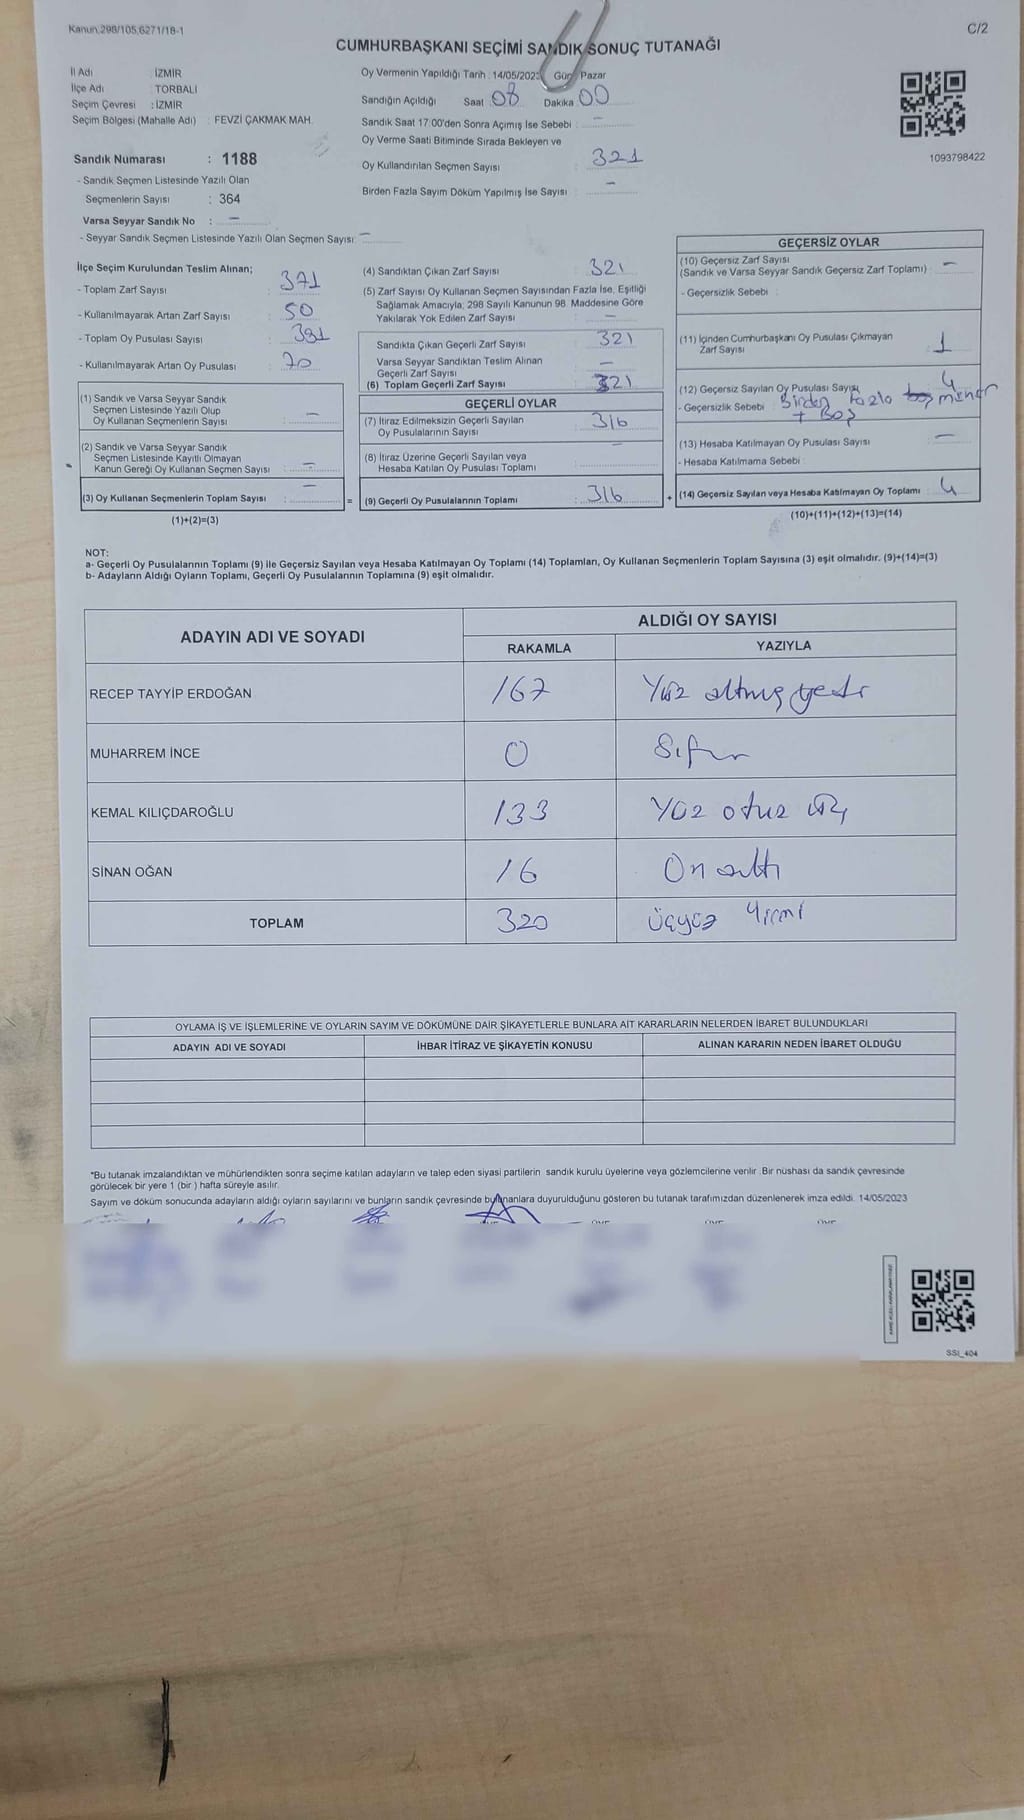 Kanun,298/105,6271/18-1
C/2
CUMHURBAŞKANI SEÇİMİ SANDIK SONUÇ TUTANAĞI
İl Adı : İZMİR
İlçe Adı : TORBALI
Seçim Çevresi : İZMİR
Seçim Bölgesi (Mahalle Adı) : FEVZİ ÇAKMAK MAH.
Oy Vermenin Yapıldığı Tarih : 14/05/2023 Gün : Pazar
Sandığın Açıldığı Saat : 08 Dakika : 00
Sandık Saat 17:00'den Sonra Açımış İse Sebebi : -
Oy Verme Saati Bitiminde Sırada Bekleyen ve
Oy Kullandırılan Seçmen Sayısı : 321
Birden Fazla Sayım Döküm Yapılmış İse Sayısı : -
1093798422
Sandık Numarası : 1188
- Sandık Seçmen Listesinde Yazılı Olan
Seçmenlerin Sayısı : 364
Varsa Seyyar Sandık No : -
- Seyyar Sandık Seçmen Listesinde Yazılı Olan Seçmen Sayısı: -
İlçe Seçim Kurulundan Teslim Alınan;
- Toplam Zarf Sayısı : 371
- Kullanılmayarak Artan Zarf Sayısı : 50
- Toplam Oy Pusulası Sayısı : 391
- Kullanılmayarak Artan Oy Pusulası : 70
(1) Sandık ve Varsa Seyyar Sandık
Seçmen Listesinde Yazılı Olup
Oy Kullanan Seçmenlerin Sayısı : -
(2) Sandık ve Varsa Seyyar Sandık
Seçmen Listesinde Kayıtlı Olmayan
Kanun Gereği Oy Kullanan Seçmen Sayısı : -
(3) Oy Kullanan Seçmenlerin Toplam Sayısı : -
(1)+(2)=(3)
(4) Sandıktan Çıkan Zarf Sayısı : 321
(5) Zarf Sayısı Oy Kullanan Seçmen Sayısından Fazla İse, Eşitliği
Sağlamak Amacıyla; 298 Sayılı Kanunun 98. Maddesine Göre
Yakılarak Yok Edilen Zarf Sayısı : -
Sandıkta Çıkan Geçerli Zarf Sayısı : 321
Varsa Seyyar Sandıktan Teslim Alınan
Geçerli Zarf Sayısı : -
(6) Toplam Geçerli Zarf Sayısı : 321
GEÇERLİ OYLAR
(7) İtiraz Edilmeksizin Geçerli Sayılan
Oy Pusulalarının Sayısı : 316
(8) İtiraz Üzerine Geçerli Sayılan veya
Hesaba Katılan Oy Pusulası Toplamı : -
= (9) Geçerli Oy Pusulalarının Toplamı : 316
GEÇERSİZ OYLAR
(10) Geçersiz Zarf Sayısı
(Sandık ve Varsa Seyyar Sandık Geçersiz Zarf Toplamı) : -
- Geçersizlik Sebebi :
(11) İçinden Cumhurbaşkanı Oy Pusulası Çıkmayan
Zarf Sayısı : 1
(12) Geçersiz Sayılan Oy Pusulası Sayısı : 4
- Geçersizlik Sebebi : Birden fazla mühür
+ Boş
(13) Hesaba Katılmayan Oy Pusulası Sayısı : -
- Hesaba Katılmama Sebebi :
+ (14) Geçersiz Sayılan veya Hesaba Katılmayan Oy Toplamı : 4
(10)+(11)+(12)+(13)=(14)
NOT:
a- Geçerli Oy Pusulalarının Toplamı (9) ile Geçersiz Sayılan veya Hesaba Katılmayan Oy Toplamı (14) Toplamları, Oy Kullanan Seçmenlerin Toplam Sayısına (3) eşit olmalıdır. (9)+(14)=(3)
b- Adayların Aldığı Oyların Toplamı, Geçerli Oy Pusulalarının Toplamına (9) eşit olmalıdır.
ADAYIN ADI VE SOYADI
ALDIĞI OY SAYISI
RAKAMLA YAZIYLA
RECEP TAYYİP ERDOĞAN 167 Yüz altmış yedi
MUHARREM İNCE 0 Sıfır
KEMAL KILIÇDAROĞLU 133 Yüz otuz üç
SİNAN OĞAN 16 On altı
TOPLAM 320 Üçyüz Yirmi
OYLAMA İŞ VE İŞLEMLERİNE VE OYLARIN SAYIM VE DÖKÜMÜNE DAİR ŞİKAYETLERLE BUNLARA AİT KARARLARIN NELERDEN İBARET BULUNDUKLARI
ADAYIN ADI VE SOYADI İHBAR İTİRAZ VE ŞİKAYETİN KONUSU ALINAN KARARIN NEDEN İBARET OLDUĞU
*Bu tutanak imzalandıktan ve mühürlendikten sonra seçime katılan adayların ve talep eden siyasi partilerin sandık kurulu üyelerine veya gözlemcilerine verilir. Bir nüshası da sandık çevresinde
görülecek bir yere 1 (bir ) hafta süreyle asılır.
Sayım ve döküm sonucunda adayların aldığı oyların sayılarını ve bunların sandık çevresinde bulunanlara duyurulduğunu gösteren bu tutanak tarafımızdan düzenlenerek imza edildi. 14/05/2023
SSI_404